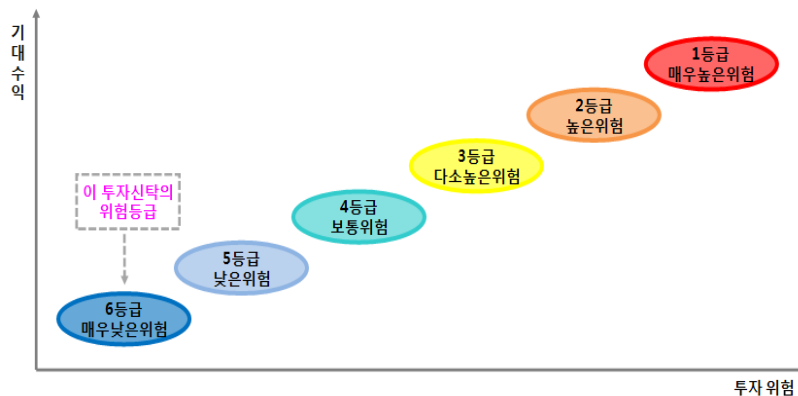 기대수익
1등급
매우높은위험
2등급
높은위험
3등급
다소높은위험
이 투자신탁의
위험등급
4등급
보통위험
5등급
낮은위험
6등급
매우낮은위험
투자 위험